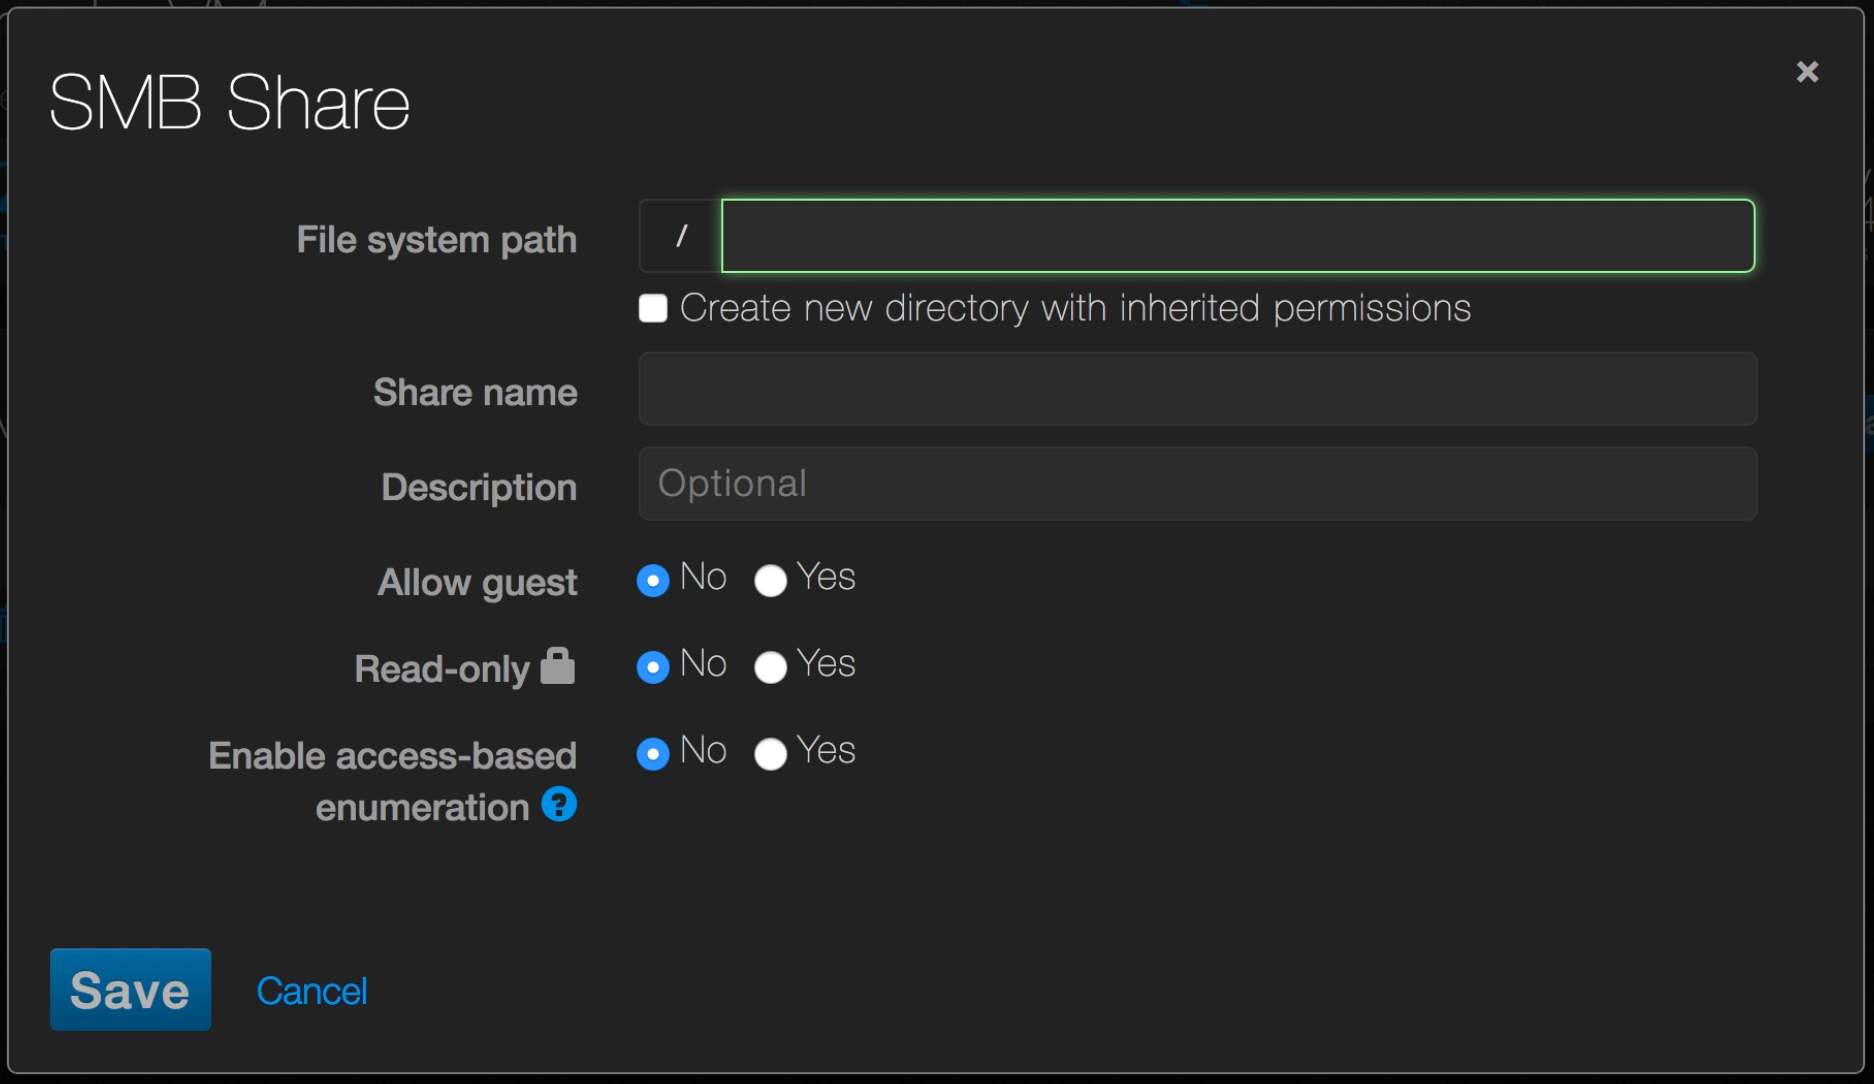 SMB Share
×
File system path /
Create new directory with inherited permissions
Share name
Description Optional
Allow guest No Yes
Read-only No Yes
Enable access-based No Yes
enumeration ?
Save Cancel